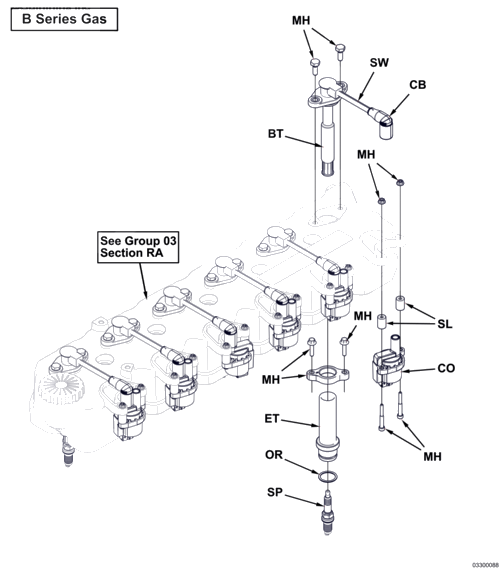 B Series Gas
MH
SW
CB
BT
MH
See Group 03
Section RA
MH
SL
CO
MH
ET
MH
OR
SP
03300088